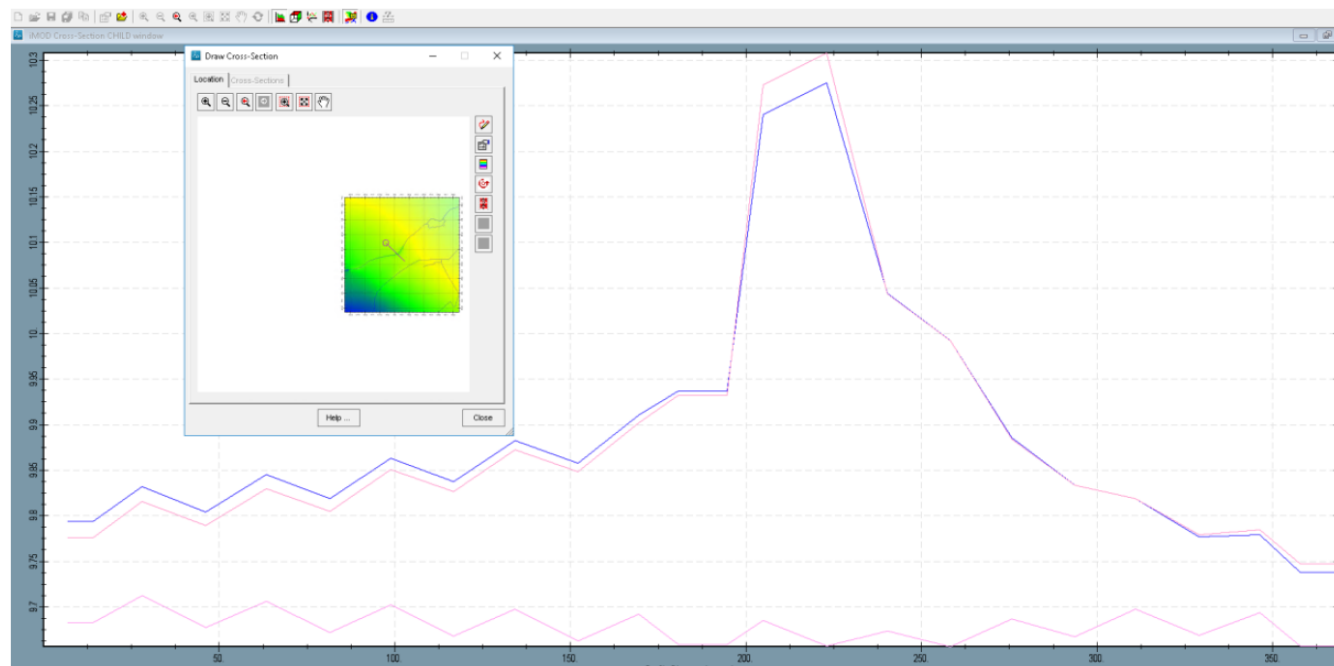 iMOD Cross-Section CHILD window
Draw Cross-Section
Location Cross-Sections
Help ...
Close
10.3
10.25
10.2
10.15
10.1
10.05
10.
9.95
9.9
9.85
9.8
9.75
9.7
50. 100. 150. 200. 250. 300. 350.